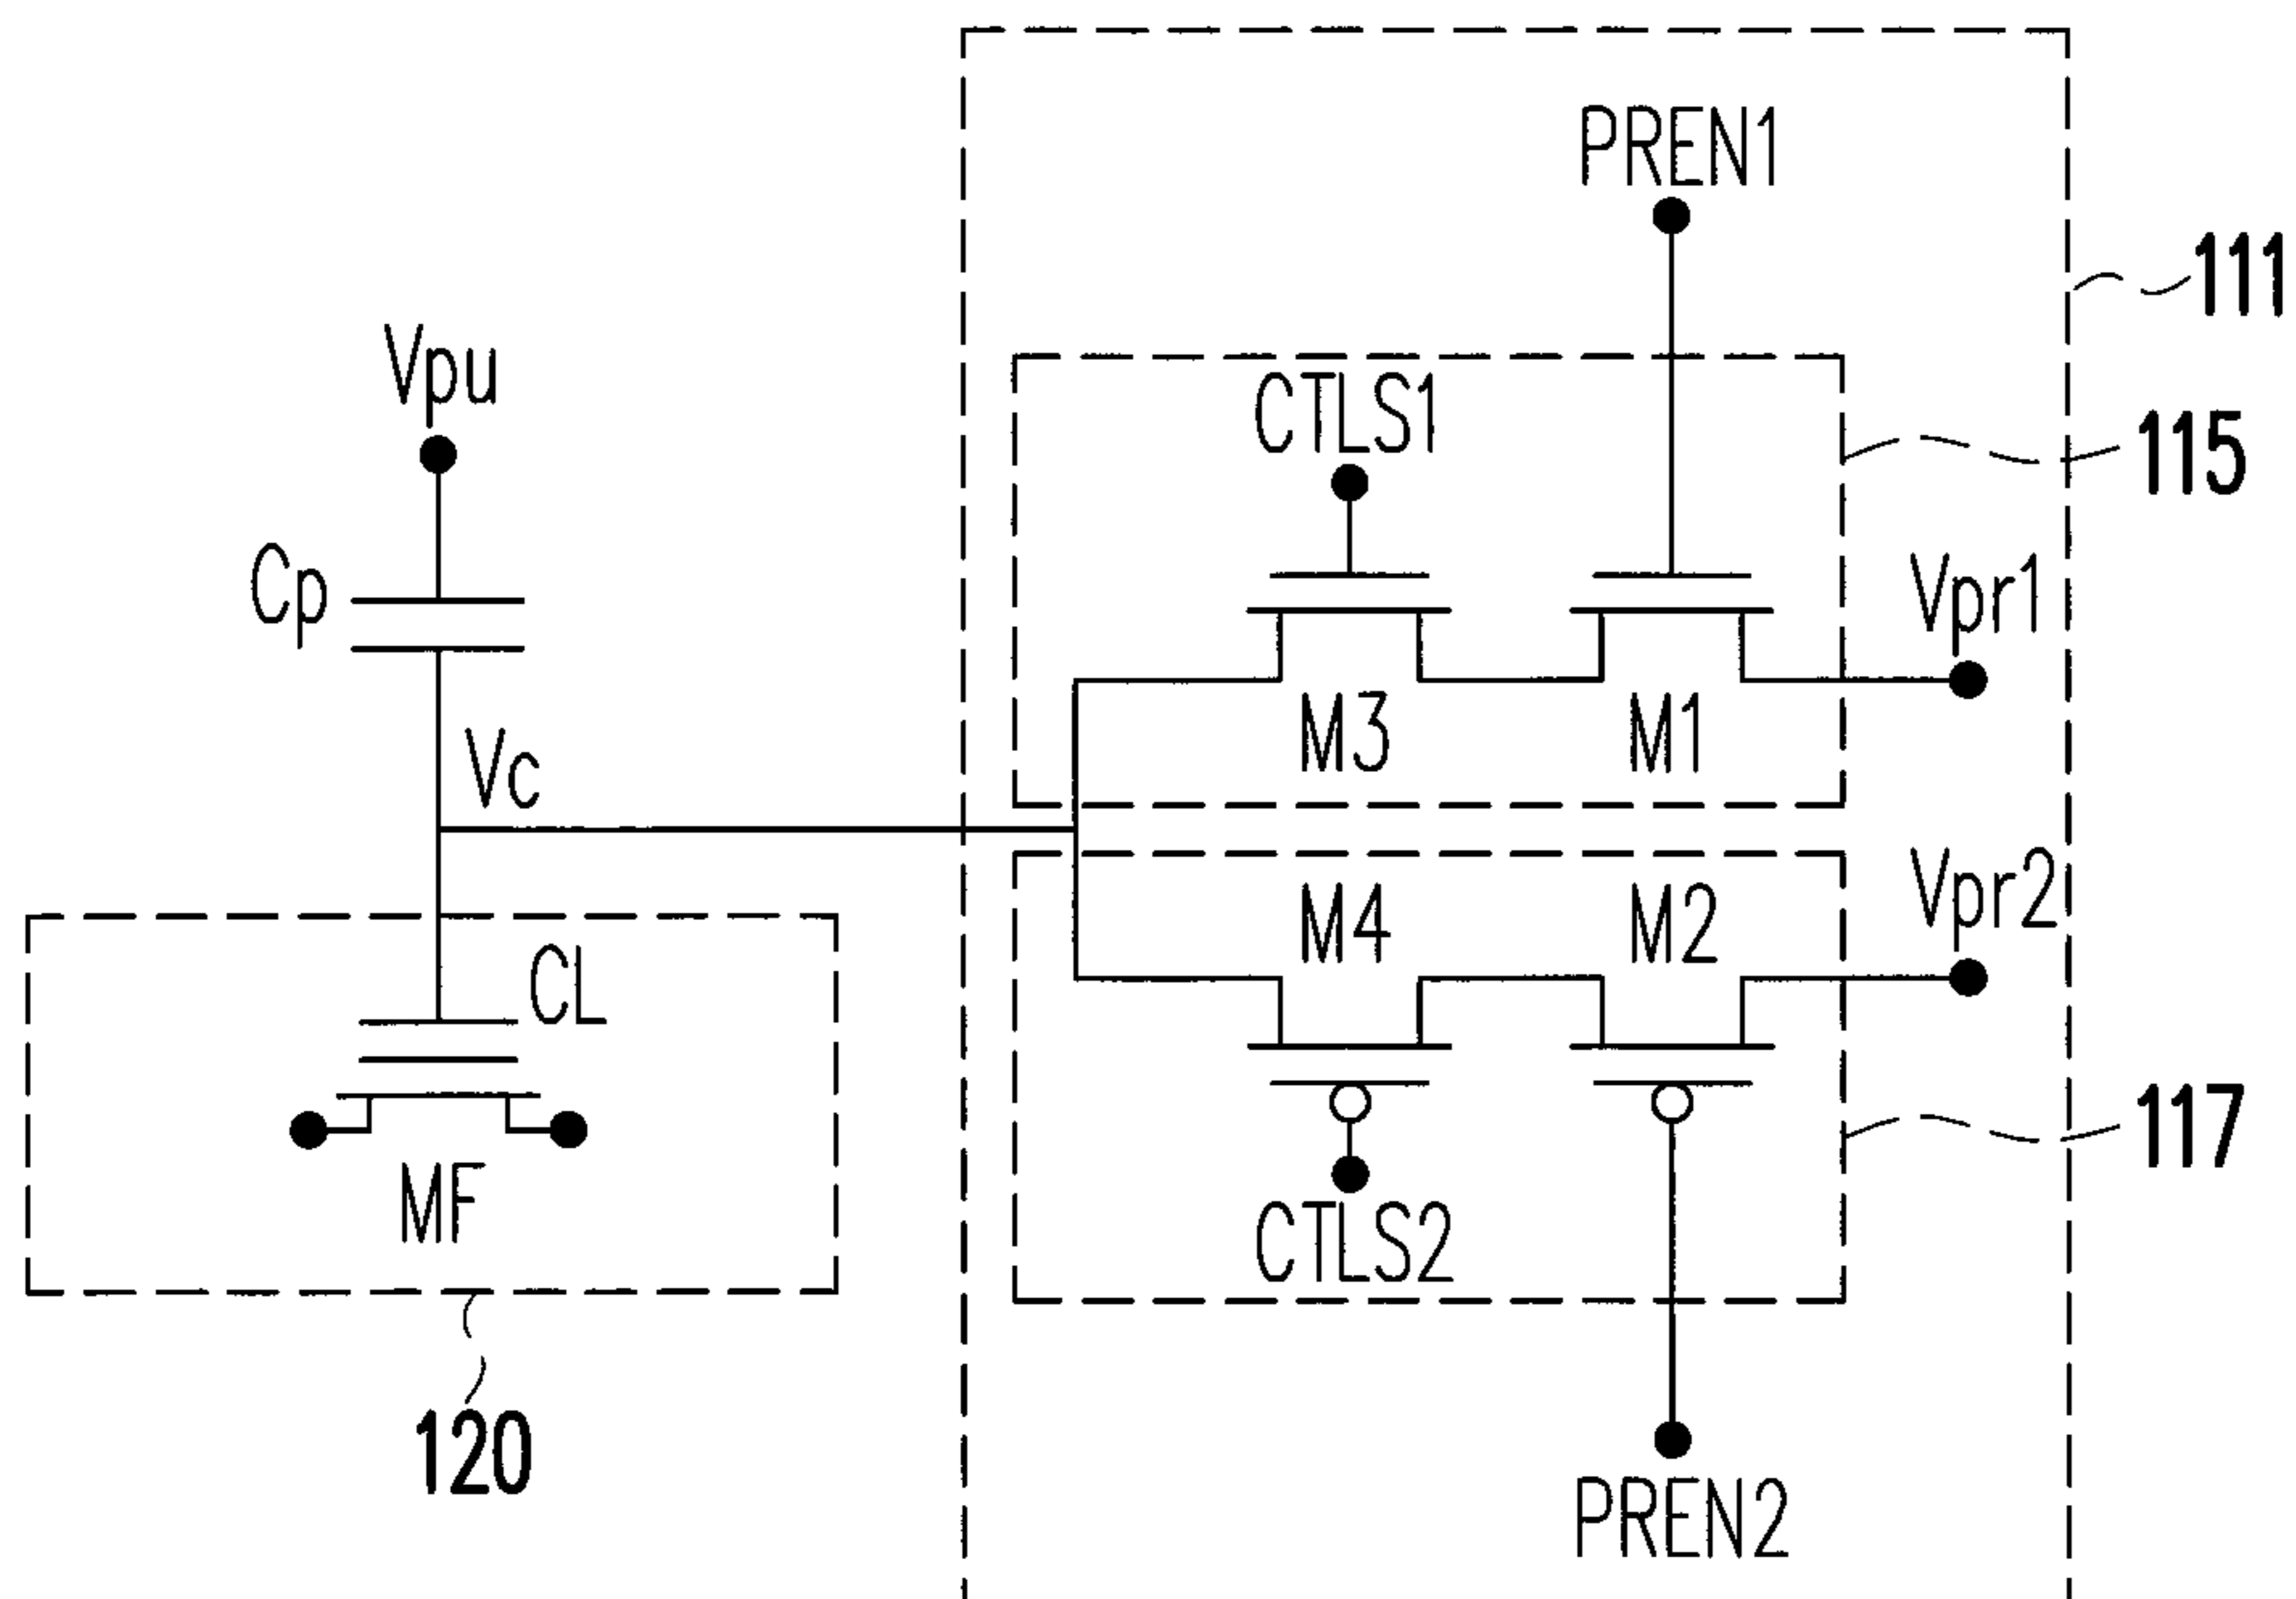 PREN1
111
Vpu
CTLS1
115
Cp
Vpr1
M3
M1
Vc
M4
M2
Vpr2
CL
117
MF
CTLS2
120
PREN2